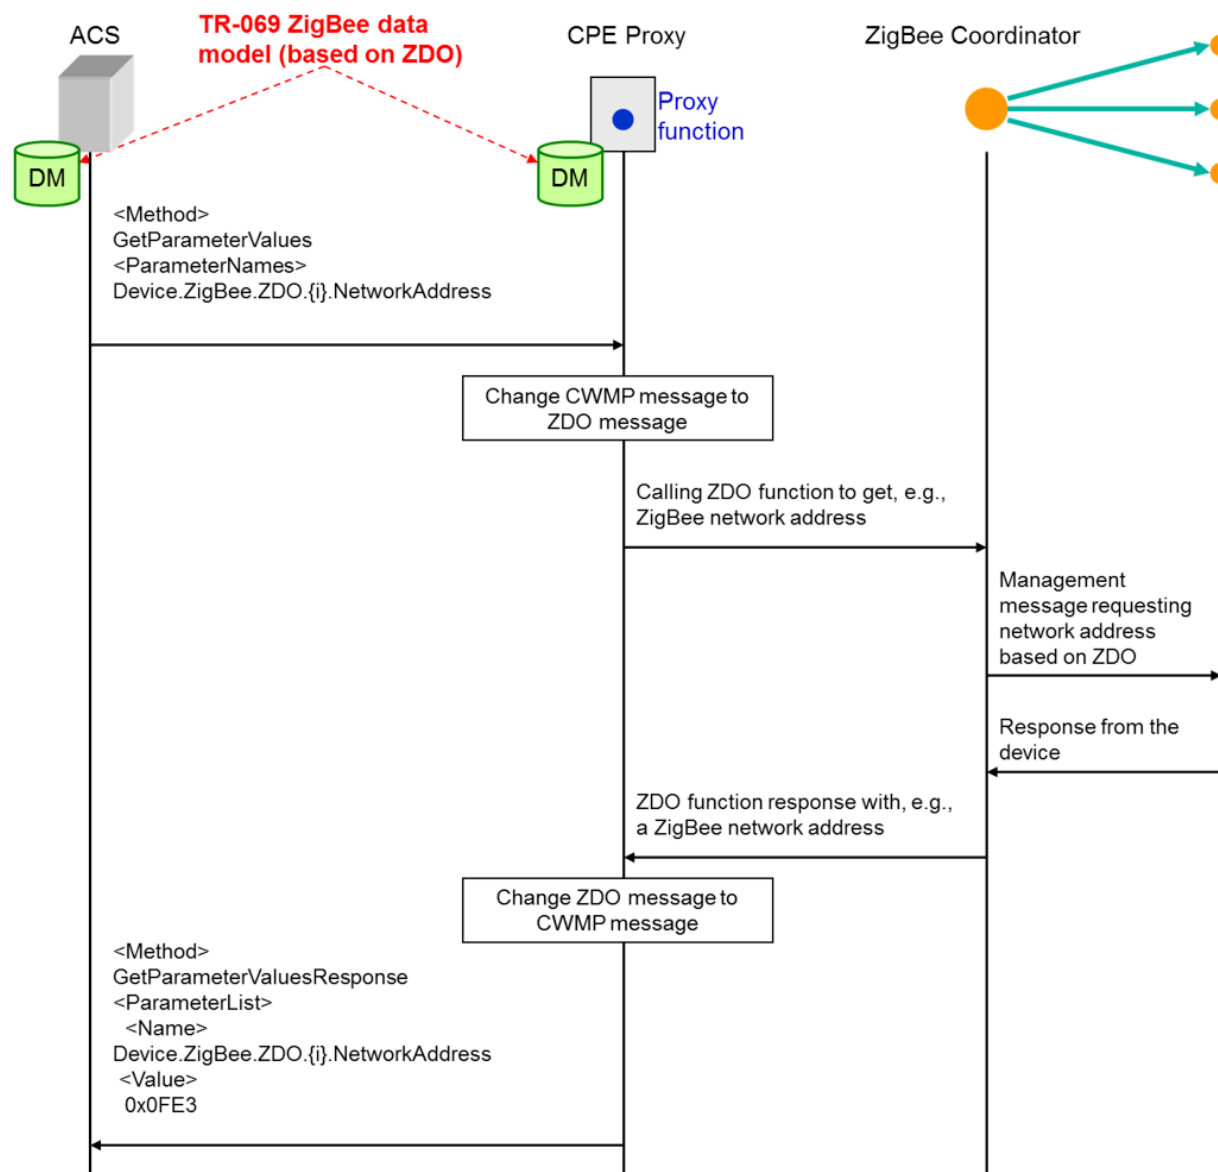 ACS
TR-069 ZigBee data
model (based on ZDO)
CPE Proxy
ZigBee Coordinator
Proxy
function
DM
DM
<Method>
GetParameterValues
<ParameterNames>
Device.ZigBee.ZDO.{i}.NetworkAddress
Change CWMP message to
ZDO message
Calling ZDO function to get, e.g.,
ZigBee network address
Management
message requesting
network address
based on ZDO
Response from the
device
ZDO function response with, e.g.,
a ZigBee network address
Change ZDO message to
CWMP message
<Method>
GetParameterValuesResponse
<ParameterList>
<Name>
Device.ZigBee.ZDO.{i}.NetworkAddress
<Value>
0x0FE3